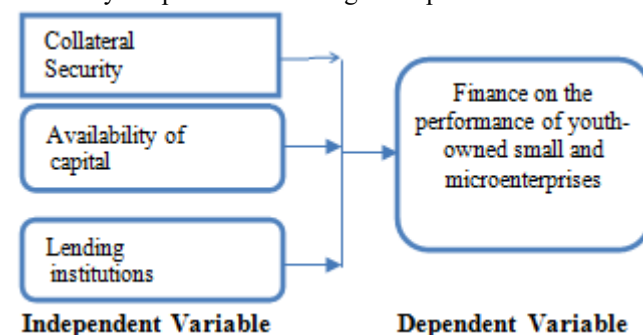 Collateral
Security
Availability of
capital
Lending
institutions
Finance on the
performance of youth-
owned small and
microenterprises
Independent Variable
Dependent Variable